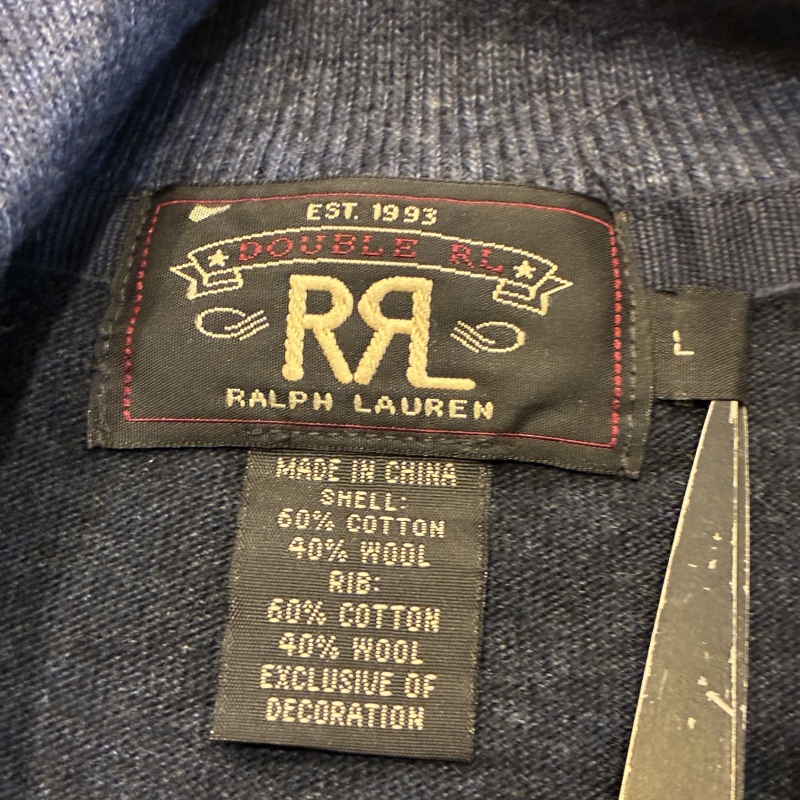 EST. 1993
DOUBLE RL
RRL
RALPH LAUREN
L
MADE IN CHINA
SHELL:
60% COTTON
40% WOOL
RIB:
60% COTTON
40% WOOL
EXCLUSIVE OF
DECORATION